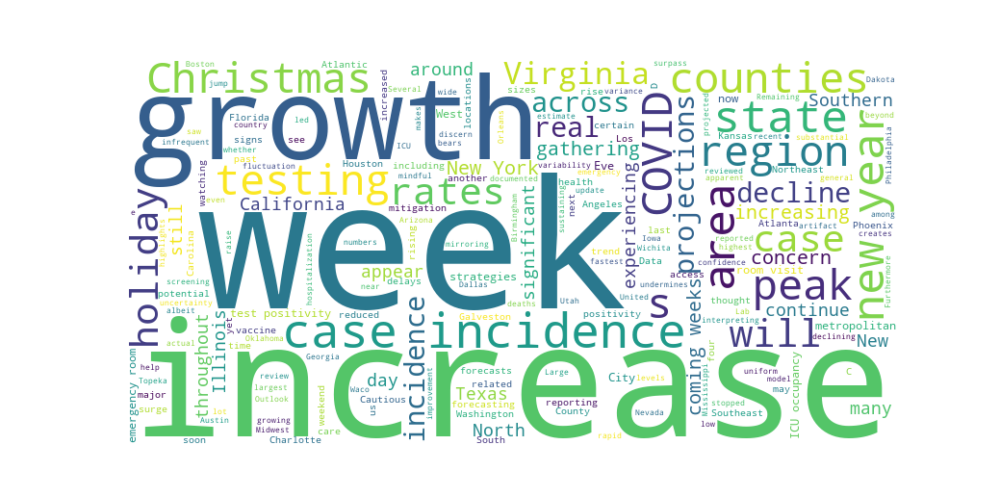 Boston
Atlantic
Christmas
jump
Several
wide
increased
around
West
locations
Virginia
sizes
rise
variance
surpass
counties
Dakota
growth
Florida
country
led
signs
see
infrequent
saw
whether
makes
discern
ICU
bears
Orleans
estimate
across
real
Los
certain
D
COVID
projections
projected
now
Remaining
state
Southern
beyond
Kansas
recent
substantial
Philadelphia
past
Houston
mindful
gathering
variability
Eve
region
Northeast
apparent
general
reviewed
testing
fluctuation
another
including
New York
documented
emergency
health
update
watching
even
rates
California
mitigation
Arizona
rising
mirroring
Birmingham
significant
sustaining
next
Angeles
experiencing
last
trend
fastest
United
Utah
deaths
area
decline
among
increasing
highest
reported
Atlanta
artifact
Phoenix
creates
new year
holiday
e
highlights
still
Carolina
raise
screening
uncertainty
potential
albeit
hospitalization
numbers
near
week
appear
delays
strategies
Dallas
test positivity
reduced
Galveston
positivity
s
Iowa
Wichita
Data
undermines
confidence
access
case
concern
room visit
Furthermore
peak
thought
continue
Lab
interpreting
declining
metropolitan
will
New
vaccine
yet
Oklahoma
time
actual
throughout
Illinois
case incidence
incidence
coming weeks
increase
Georgia
help
Topeka
major
surge
emergency room
review
largest
Outlook
lot
Austin
growing
Midwest
soon
Charlotte
weekend
Waco
day
Cautious
us
care
forecasts
related
Texas
forecasting
Washington
North
South
improvement
Large
City
levels
reporting
County
Nevada
rapid
four
Mississippi
stopped
Southeast
low
uniform
model
may
ICU occupancy
C
many